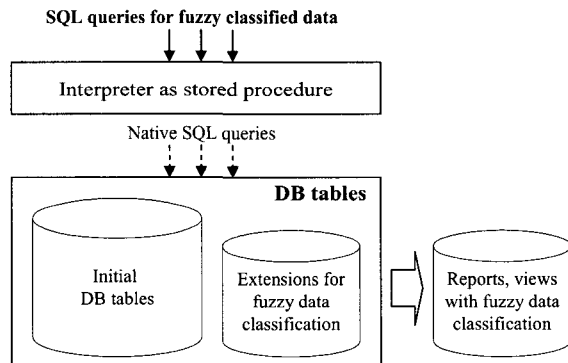 SQL queries for fuzzy classified data
Interpreter as stored procedure
Native SQL queries
DB tables
Initial
DB tables
Extensions for
fuzzy data
classification
Reports, views
with fuzzy data
classification